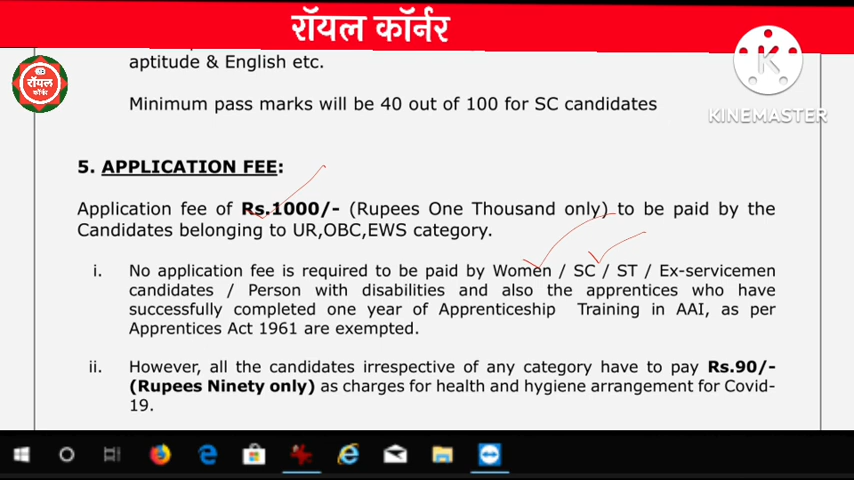 रॉयल कॉर्नर
रॉयल
कॉर्नर
KINEMASTER
aptitude & English etc.
Minimum pass marks will be 40 out of 100 for SC candidates
5. APPLICATION FEE:
Application fee of Rs.1000/- (Rupees One Thousand only) to be paid by the
Candidates belonging to UR,OBC,EWS category.
i. No application fee is required to be paid by Women / SC / ST / Ex-servicemen
candidates / Person with disabilities and also the apprentices who have
successfully completed one year of Apprenticeship Training in AAI, as per
Apprentices Act 1961 are exempted.
ii. However, all the candidates irrespective of any category have to pay Rs.90/-
(Rupees Ninety only) as charges for health and hygiene arrangement for Covid-
19.